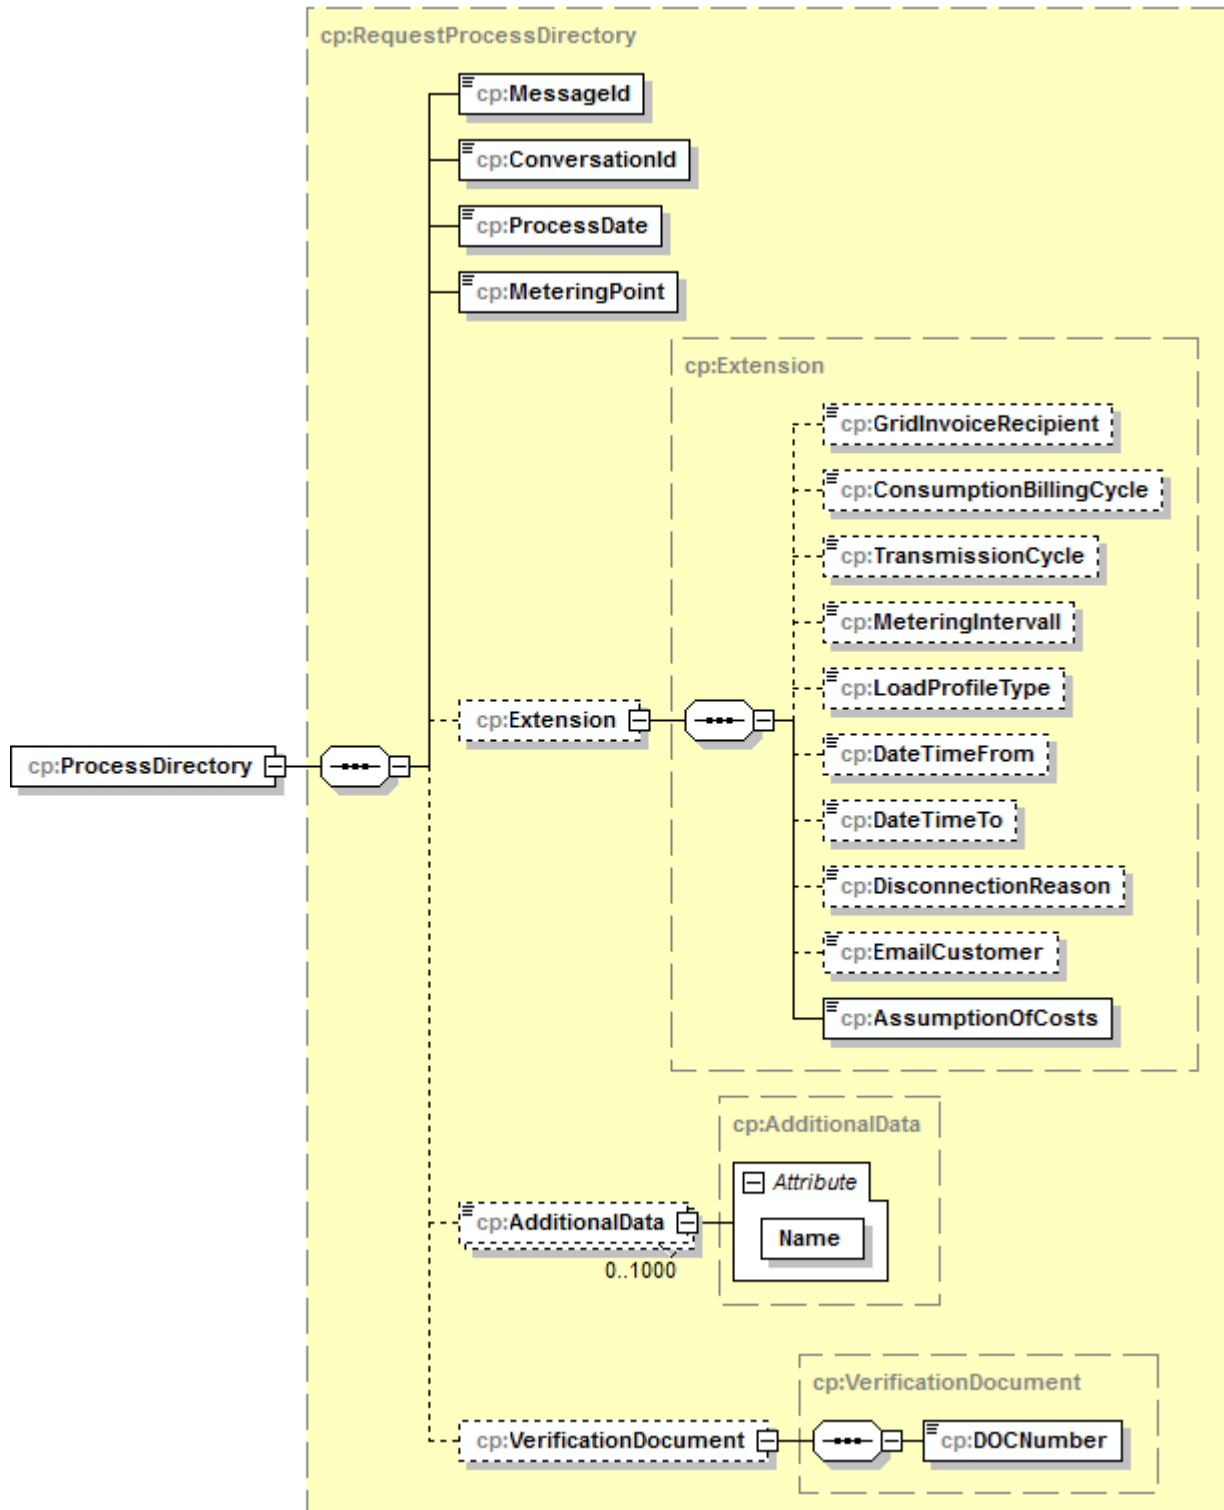 cp:RequestProcessDirectory
cp:MessageId
cp:ConversationId
cp:ProcessDate
cp:MeteringPoint
cp:Extension
cp:GridInvoiceRecipient
cp:ConsumptionBillingCycle
cp:TransmissionCycle
cp:MeteringIntervall
cp:LoadProfileType
cp:Extension
cp:DateTimeFrom
cp:ProcessDirectory
cp:DateTimeTo
cp:DisconnectionReason
cp:EmailCustomer
cp:AssumptionOfCosts
cp:AdditionalData
Attribute
cp:AdditionalData
Name
0..1000
cp:VerificationDocument
cp:VerificationDocument
cp:DOCNumber